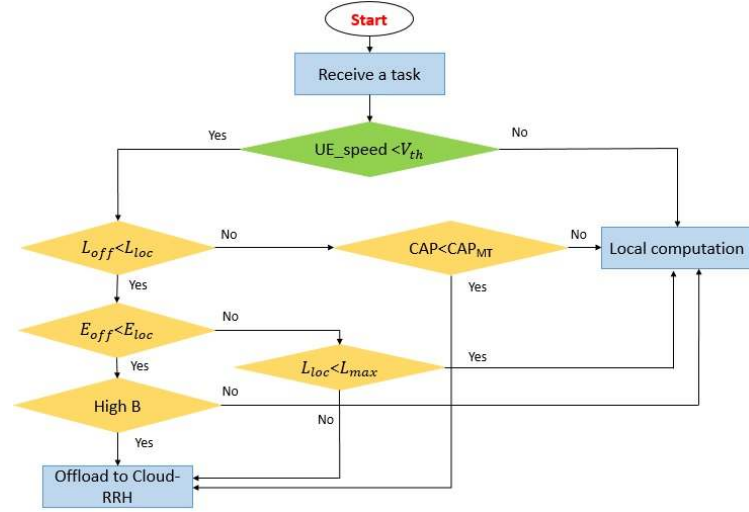 Start
Receive a task
Yes
No
UE_speed <V_th
L_off<L_loc
No
CAP<CAP_MT
No
Local computation
Yes
Yes
E_off<E_loc
No
Yes
L_loc<L_max
Yes
High B
No
No
Yes
Offload to Cloud-
RRH